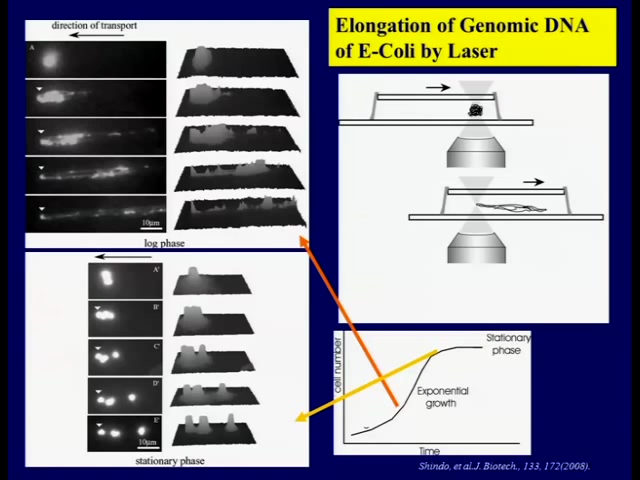 Elongation of Genomic DNA
of E-Coli by Laser
direction of transport
A
10µm
log phase
A'
B'
C'
D'
E'
10µm
stationary phase
cell number
Stationary
phase
Exponential
growth
Time
Shindo, et al.J. Biotech., 133, 172(2008).